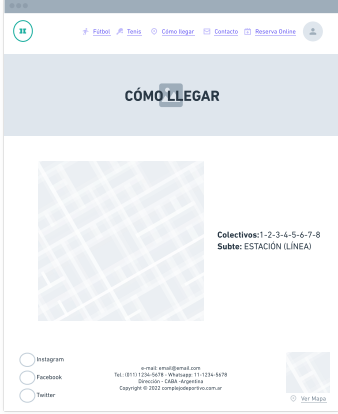 Fútbol Tenis Cómo llegar Contacto Reserva Online
CÓMO LLEGAR
Colectivos:1-2-3-4-5-6-7-8
Subte: ESTACIÓN (LÍNEA)
Instagram
Facebook
Twitter
e-mail: email@email.com
Tel.: (011) 1234-5678 - Whatsapp: 11-1234-5678
Dirección - CABA -Argentina
Copyright © 2022 complejodeportivo.com.ar
Ver Mapa